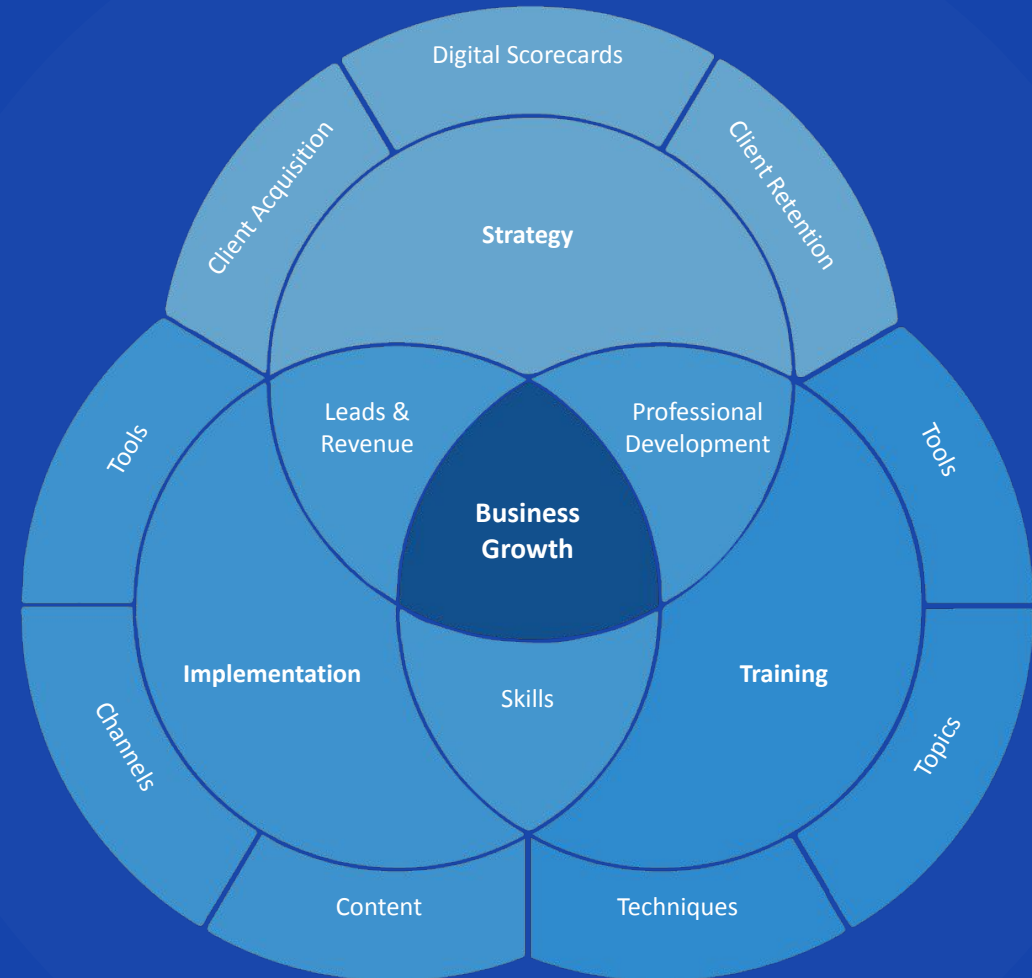 Digital Scorecards
Client Acquisition
Client Retention
Strategy
Leads &
Revenue
Professional
Development
Tools
Tools
Business
Growth
Implementation
Training
Skills
Channels
Topics
Content
Techniques